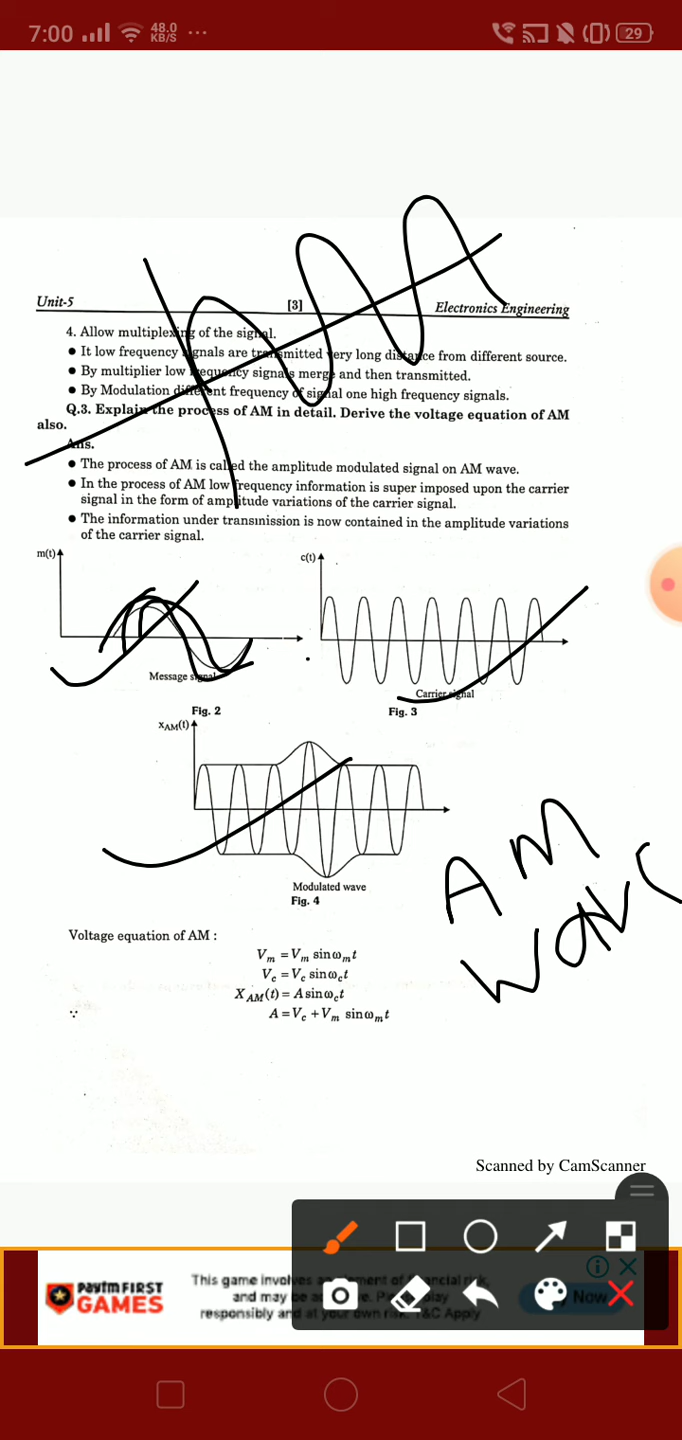 7:00 48.0 KB/S ... 29
Unit-5 [3] Electronics Engineering
4. Allow multiplexing of the signal.
● It low frequency signals are transmitted very long distance from different source.
● By multiplier low frequency signals merge and then transmitted.
● By Modulation different frequency of signal one high frequency signals.
Q.3. Explain the process of AM in detail. Derive the voltage equation of AM
also.
Ans.
● The process of AM is called the amplitude modulated signal on AM wave.
● In the process of AM low frequency information is super imposed upon the carrier
signal in the form of amplitude variations of the carrier signal.
● The information under transmission is now contained in the amplitude variations
of the carrier signal.
m(t) c(t)
Message signal
Carrier signal
Fig. 2 Fig. 3
X_AM(t)
AM
Modulated wave
Fig. 4
wave
Voltage equation of AM :
V_m = V_m sin ω_m t
V_c = V_c sin ω_c t
X_AM(t) = A sin ω_c t
∵ A = V_c + V_m sin ω_m t
Scanned by CamScanner
Paytm FIRST
GAMES
This game involves an element of financial risk
and may be Play
responsibly and at your own risk. T&C Apply
Now